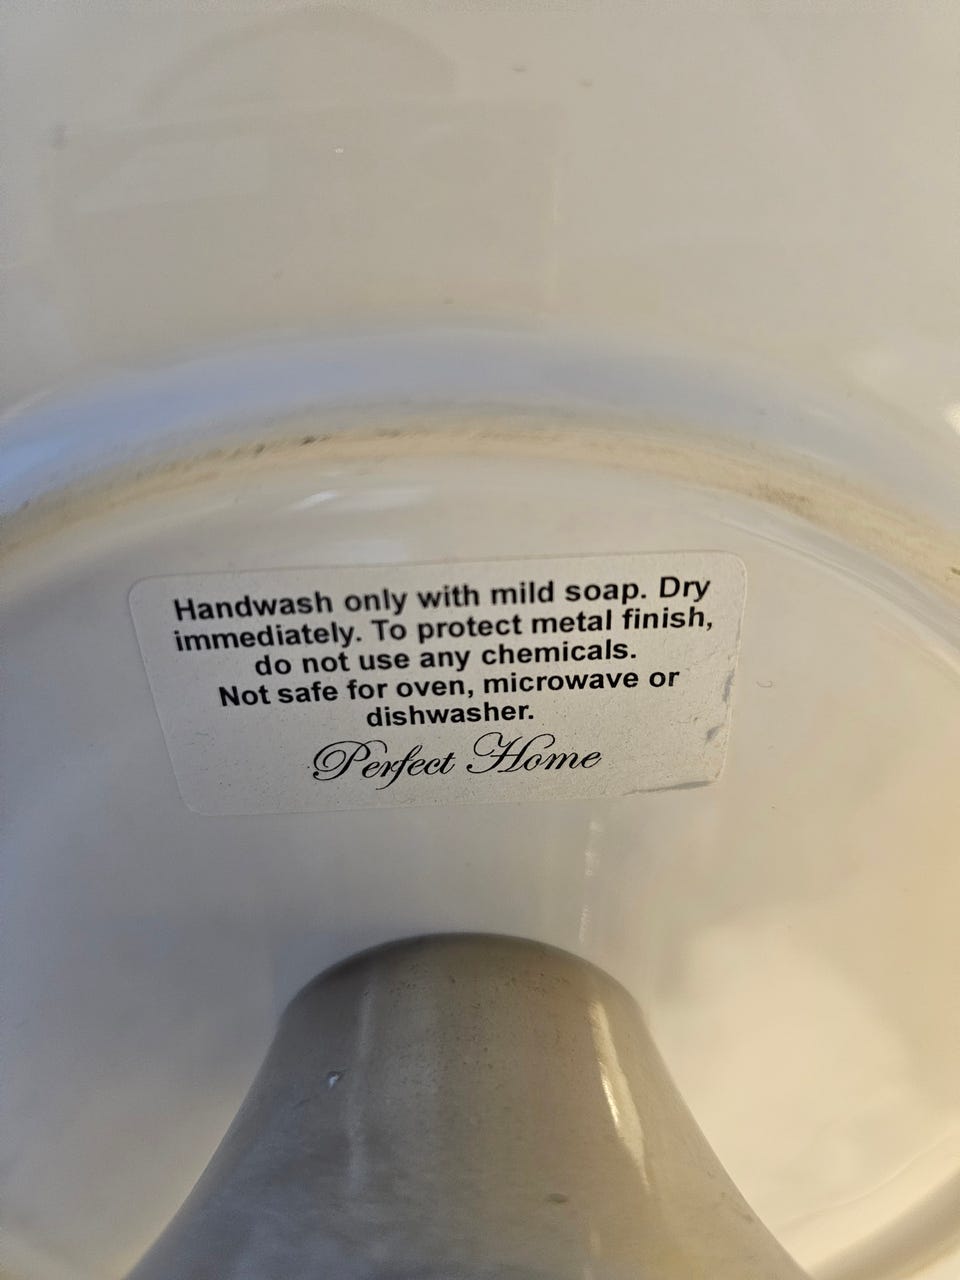 Handwash only with mild soap. Dry
immediately. To protect metal finish,
do not use any chemicals.
Not safe for oven, microwave or
dishwasher.
Perfect Home